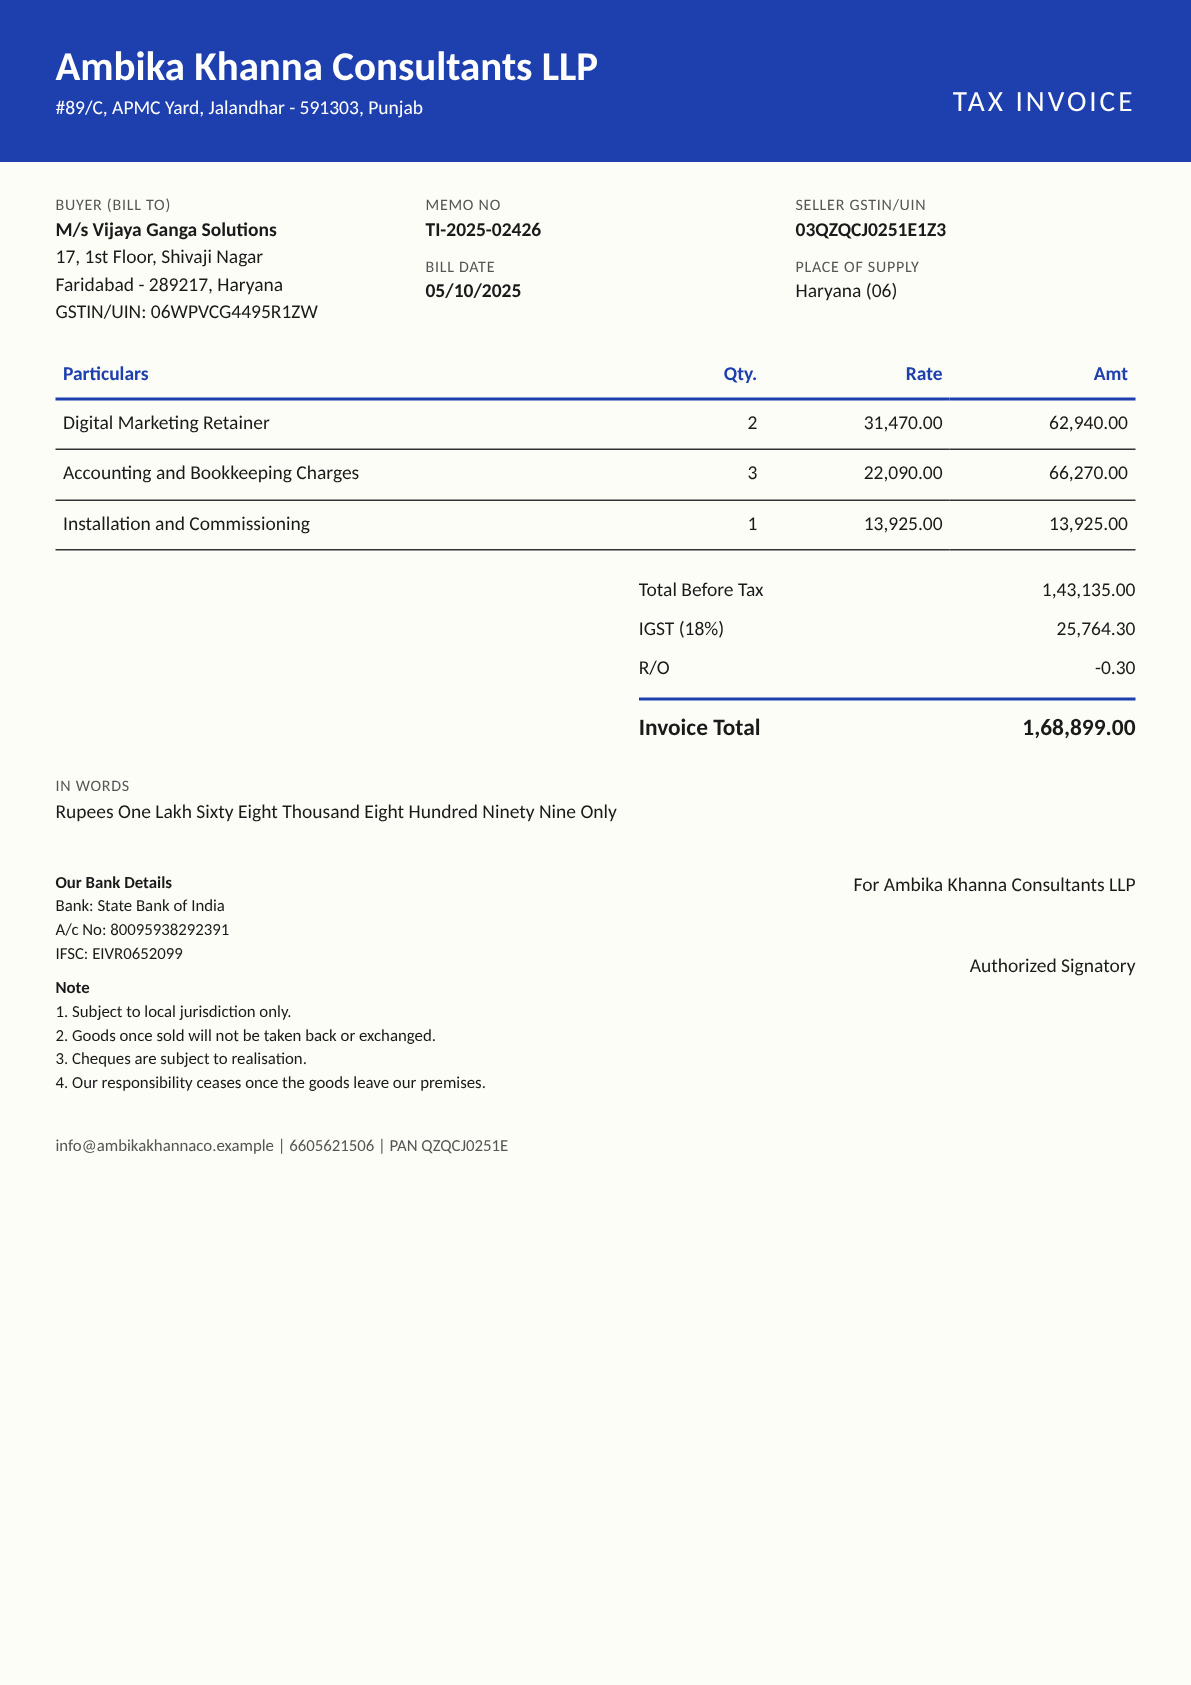 Ambika Khanna Consultants LLP
#89/C, APMC Yard, Jalandhar - 591303, Punjab
TAX INVOICE
BUYER (BILL TO)
M/s Vijaya Ganga Solutions
17, 1st Floor, Shivaji Nagar
Faridabad - 289217, Haryana
GSTIN/UIN: 06WPVCG4495R1ZW
MEMO NO
TI-2025-02426
BILL DATE
05/10/2025
SELLER GSTIN/UIN
03QZQCJ0251E1Z3
PLACE OF SUPPLY
Haryana (06)
Particulars Qty. Rate Amt
Digital Marketing Retainer 2 31,470.00 62,940.00
Accounting and Bookkeeping Charges 3 22,090.00 66,270.00
Installation and Commissioning 1 13,925.00 13,925.00
Total Before Tax 1,43,135.00
IGST (18%) 25,764.30
R/O -0.30
Invoice Total 1,68,899.00
IN WORDS
Rupees One Lakh Sixty Eight Thousand Eight Hundred Ninety Nine Only
Our Bank Details
Bank: State Bank of India
A/c No: 80095938292391
IFSC: EIVR0652099
Note
1. Subject to local jurisdiction only.
2. Goods once sold will not be taken back or exchanged.
3. Cheques are subject to realisation.
4. Our responsibility ceases once the goods leave our premises.
For Ambika Khanna Consultants LLP
Authorized Signatory
info@ambikakhannaco.example | 6605621506 | PAN QZQCJ0251E